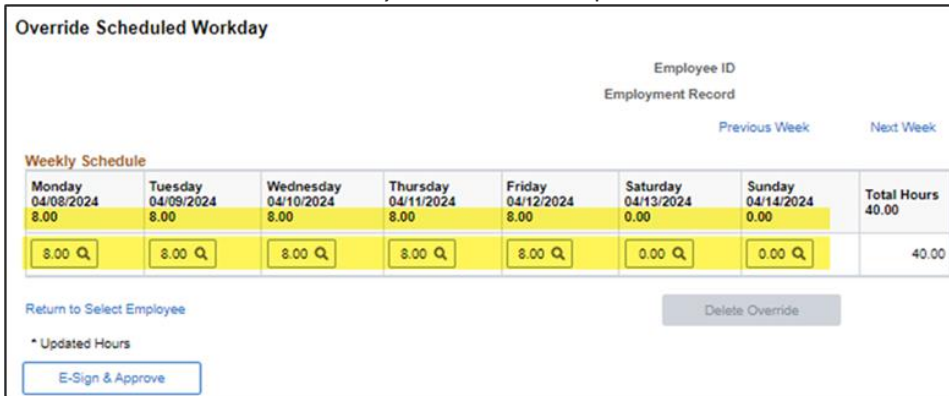 Override Scheduled Workday
Employee ID
Employment Record
Previous Week Next Week
Weekly Schedule
Monday Tuesday Wednesday Thursday Friday Saturday Sunday Total Hours
04/08/2024 04/09/2024 04/10/2024 04/11/2024 04/12/2024 04/13/2024 04/14/2024 40.00
8.00 8.00 8.00 8.00 8.00 0.00 0.00
8.00 8.00 8.00 8.00 8.00 0.00 0.00 40.00
Return to Select Employee Delete Override
* Updated Hours
E-Sign & Approve